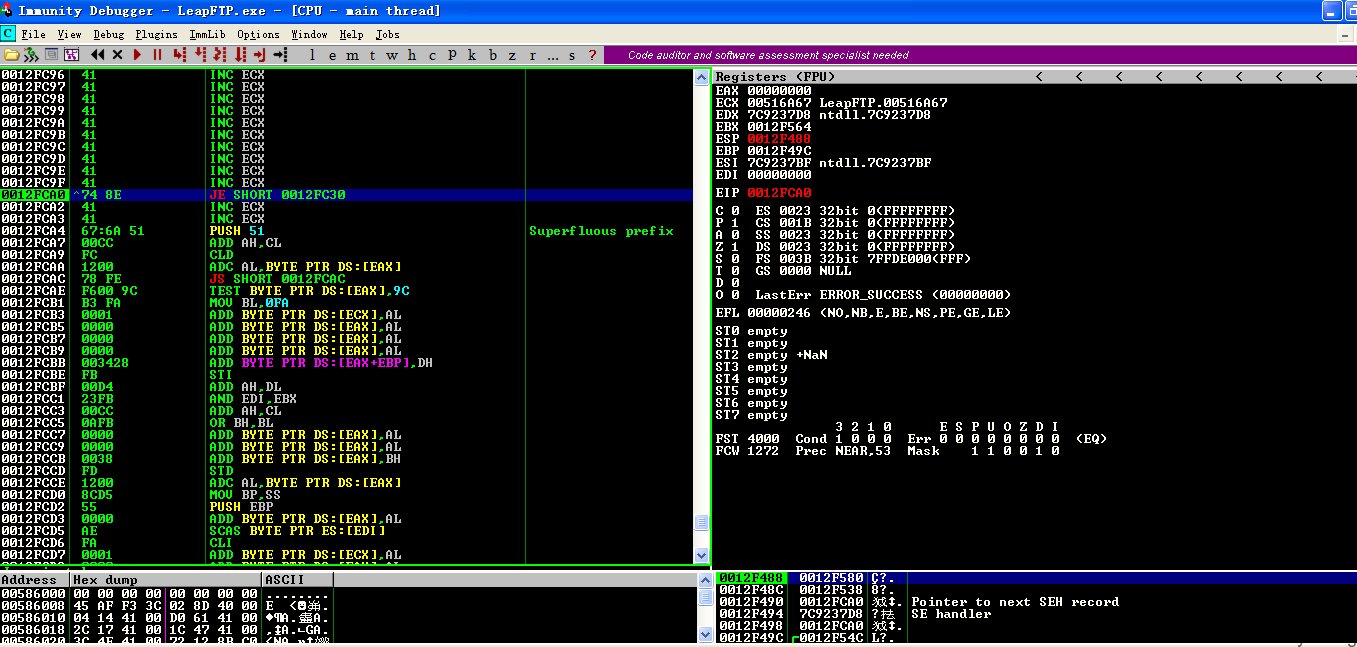 Immunity Debugger - LeapFTP.exe - [CPU - main thread]
C File View Debug Plugins ImmLib Options Window Help Jobs
l e m t w h c P k b z r ... s ? Code auditor and software assessment specialist needed
0012FC96 41 INC ECX
0012FC97 41 INC ECX
0012FC98 41 INC ECX
0012FC99 41 INC ECX
0012FC9A 41 INC ECX
0012FC9B 41 INC ECX
0012FC9C 41 INC ECX
0012FC9D 41 INC ECX
0012FC9E 41 INC ECX
0012FC9F 41 INC ECX
0012FCA0 ^74 8E JE SHORT 0012FC30
0012FCA2 41 INC ECX
0012FCA3 41 INC ECX
0012FCA4 67:6A 51 PUSH 51 Superfluous prefix
0012FCA7 00CC ADD AH,CL
0012FCA9 FC CLD
0012FCAA 1200 ADC AL,BYTE PTR DS:[EAX]
0012FCAC 78 FE JS SHORT 0012FCAC
0012FCAE F600 9C TEST BYTE PTR DS:[EAX],9C
0012FCB1 B3 FA MOV BL,0FA
0012FCB3 0001 ADD BYTE PTR DS:[ECX],AL
0012FCB5 0000 ADD BYTE PTR DS:[EAX],AL
0012FCB7 0000 ADD BYTE PTR DS:[EAX],AL
0012FCB9 0000 ADD BYTE PTR DS:[EAX],AL
0012FCBB 003428 ADD BYTE PTR DS:[EAX+EBP],DH
0012FCBE FB STI
0012FCBF 00D4 ADD AH,DL
0012FCC1 23FB AND EDI,EBX
0012FCC3 00CC ADD AH,CL
0012FCC5 0AFB OR BH,BL
0012FCC7 0000 ADD BYTE PTR DS:[EAX],AL
0012FCC9 0000 ADD BYTE PTR DS:[EAX],AL
0012FCCB 0038 ADD BYTE PTR DS:[EAX],BH
0012FCCD FD STD
0012FCCE 1200 ADC AL,BYTE PTR DS:[EAX]
0012FCD0 8CD5 MOV BP,SS
0012FCD2 55 PUSH EBP
0012FCD3 0000 ADD BYTE PTR DS:[EAX],AL
0012FCD5 AE SCAS BYTE PTR ES:[EDI]
0012FCD6 FA CLI
0012FCD7 0001 ADD BYTE PTR DS:[ECX],AL
Registers (FPU) < < < < < < < <
EAX 00000000
ECX 00516A67 LeapFTP.00516A67
EDX 7C9237D8 ntdll.7C9237D8
EBX 0012F564
ESP 0012F488
EBP 0012F49C
ESI 7C9237BF ntdll.7C9237BF
EDI 00000000
EIP 0012FCA0
C 0 ES 0023 32bit 0(FFFFFFFF)
P 1 CS 001B 32bit 0(FFFFFFFF)
A 0 SS 0023 32bit 0(FFFFFFFF)
Z 1 DS 0023 32bit 0(FFFFFFFF)
S 0 FS 003B 32bit 7FFDE000(FFF)
T 0 GS 0000 NULL
D 0
O 0 LastErr ERROR_SUCCESS (00000000)
EFL 00000246 (NO,NB,E,BE,NS,PE,GE,LE)
ST0 empty
ST1 empty
ST2 empty +NaN
ST3 empty
ST4 empty
ST5 empty
ST6 empty
ST7 empty
3 2 1 0 E S P U O Z D I
FST 4000 Cond 1 0 0 0 Err 0 0 0 0 0 0 0 0 (EQ)
FCW 1272 Prec NEAR,53 Mask 1 1 0 0 1 0
Address Hex dump ASCII
00586000 00 00 00 00 00 00 00 00 ........
00586008 45 AF F3 3C 02 8D 40 00
00586010 04 14 41 00 D0 61 41 00
00586018 2C 17 41 00 1C 47 41 00
0012F488 0012F580
0012F48C 0012F538 8?.
0012F490 0012FCA0 Pointer to next SEH record
0012F494 7C9237D8 SE handler
0012F498 0012FCA0
0012F49C 0012F54C L?.